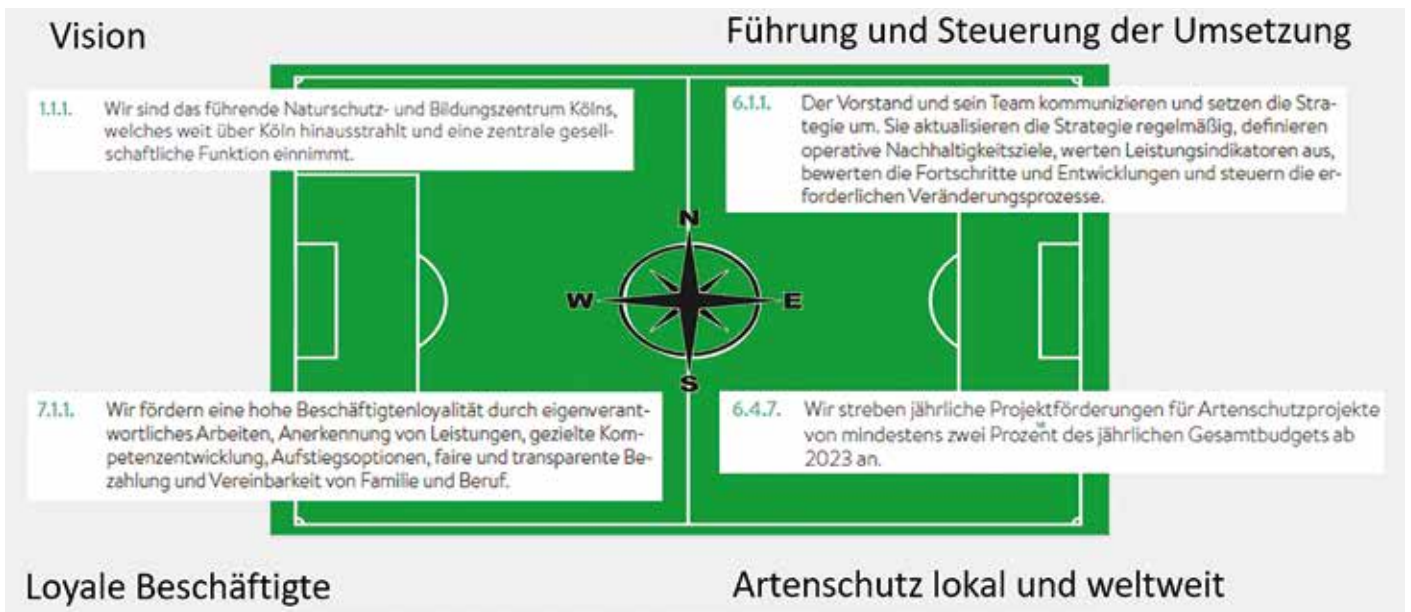 Vision
Führung und Steuerung der Umsetzung
1.1.1. Wir sind das führende Naturschutz- und Bildungszentrum Kölns,
welches weit über Köln hinausstrahlt und eine zentrale gesell-
schaftliche Funktion einnimmt.
6.1.1. Der Vorstand und sein Team kommunizieren und setzen die Stra-
tegie um. Sie aktualisieren die Strategie regelmäßig, definieren
operative Nachhaltigkeitsziele, werten Leistungsindikatoren aus,
bewerten die Fortschritte und Entwicklungen und steuern die er-
forderlichen Veränderungsprozesse.
N
W
E
S
7.1.1. Wir fördern eine hohe Beschäftigtenloyalität durch eigenverant-
wortliches Arbeiten, Anerkennung von Leistungen, gezielte Kom-
petenzentwicklung, Aufstiegsoptionen, faire und transparente Be-
zahlung und Vereinbarkeit von Familie und Beruf.
6.4.7. Wir streben jährliche Projektförderungen für Artenschutzprojekte
von mindestens zwei Prozent des jährlichen Gesamtbudgets ab
2023 an.
Loyale Beschäftigte
Artenschutz lokal und weltweit